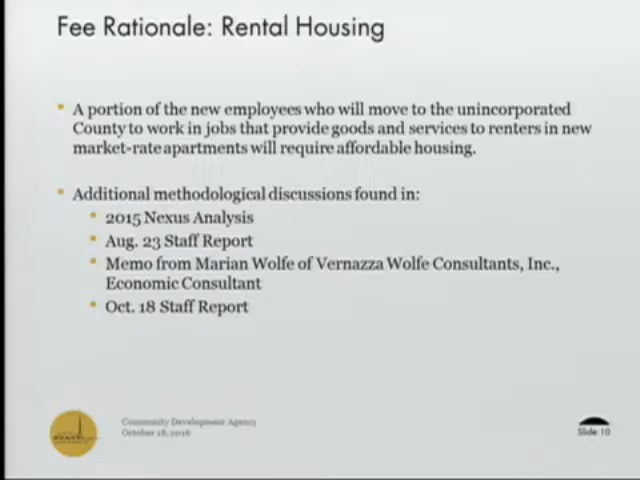 Fee Rationale: Rental Housing
• A portion of the new employees who will move to the unincorporated
County to work in jobs that provide goods and services to renters in new
market-rate apartments will require affordable housing.
• Additional methodological discussions found in:
• 2015 Nexus Analysis
• Aug. 23 Staff Report
• Memo from Marian Wolfe of Vernazza Wolfe Consultants, Inc.,
Economic Consultant
• Oct. 18 Staff Report
Community Development Agency
October 18, 2016
Slide 10